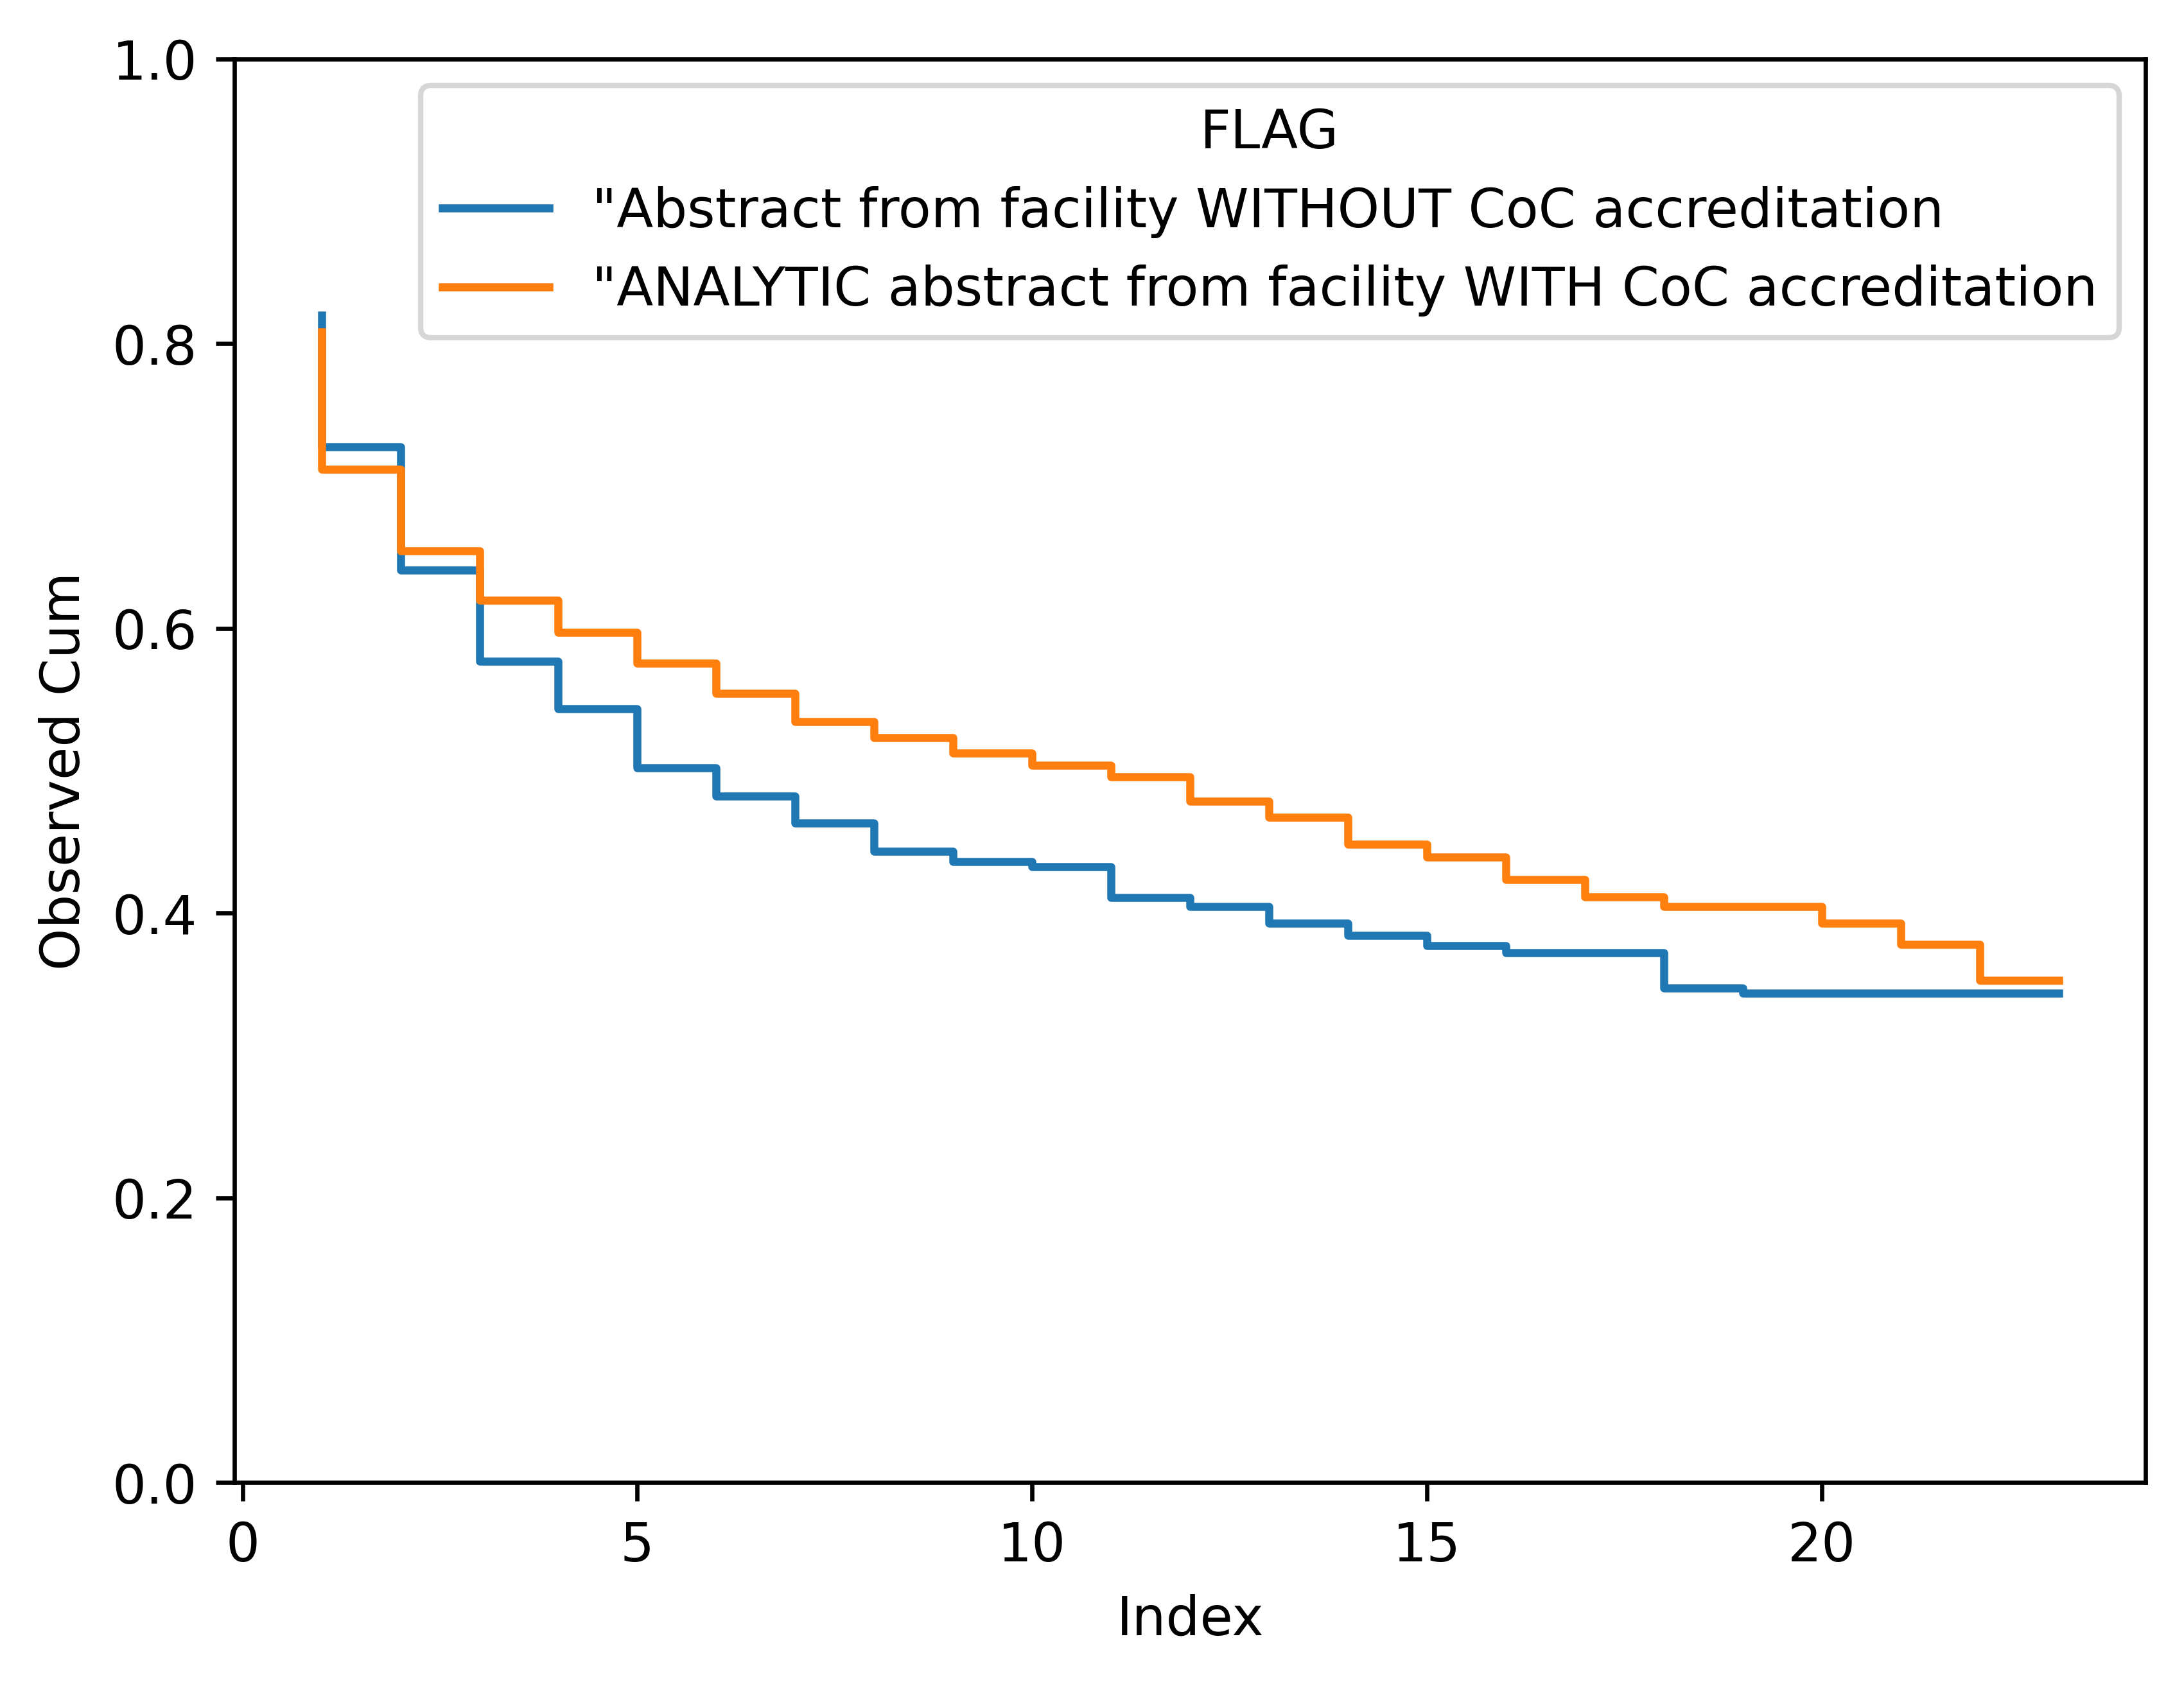 1.0
FLAG
"Abstract from facility WITHOUT CoC accreditation
"ANALYTIC abstract from facility WITH CoC accreditation
0.8
0.6
0.4
0.2
0.0
Observed Cum
0 5 10 15 20
Index